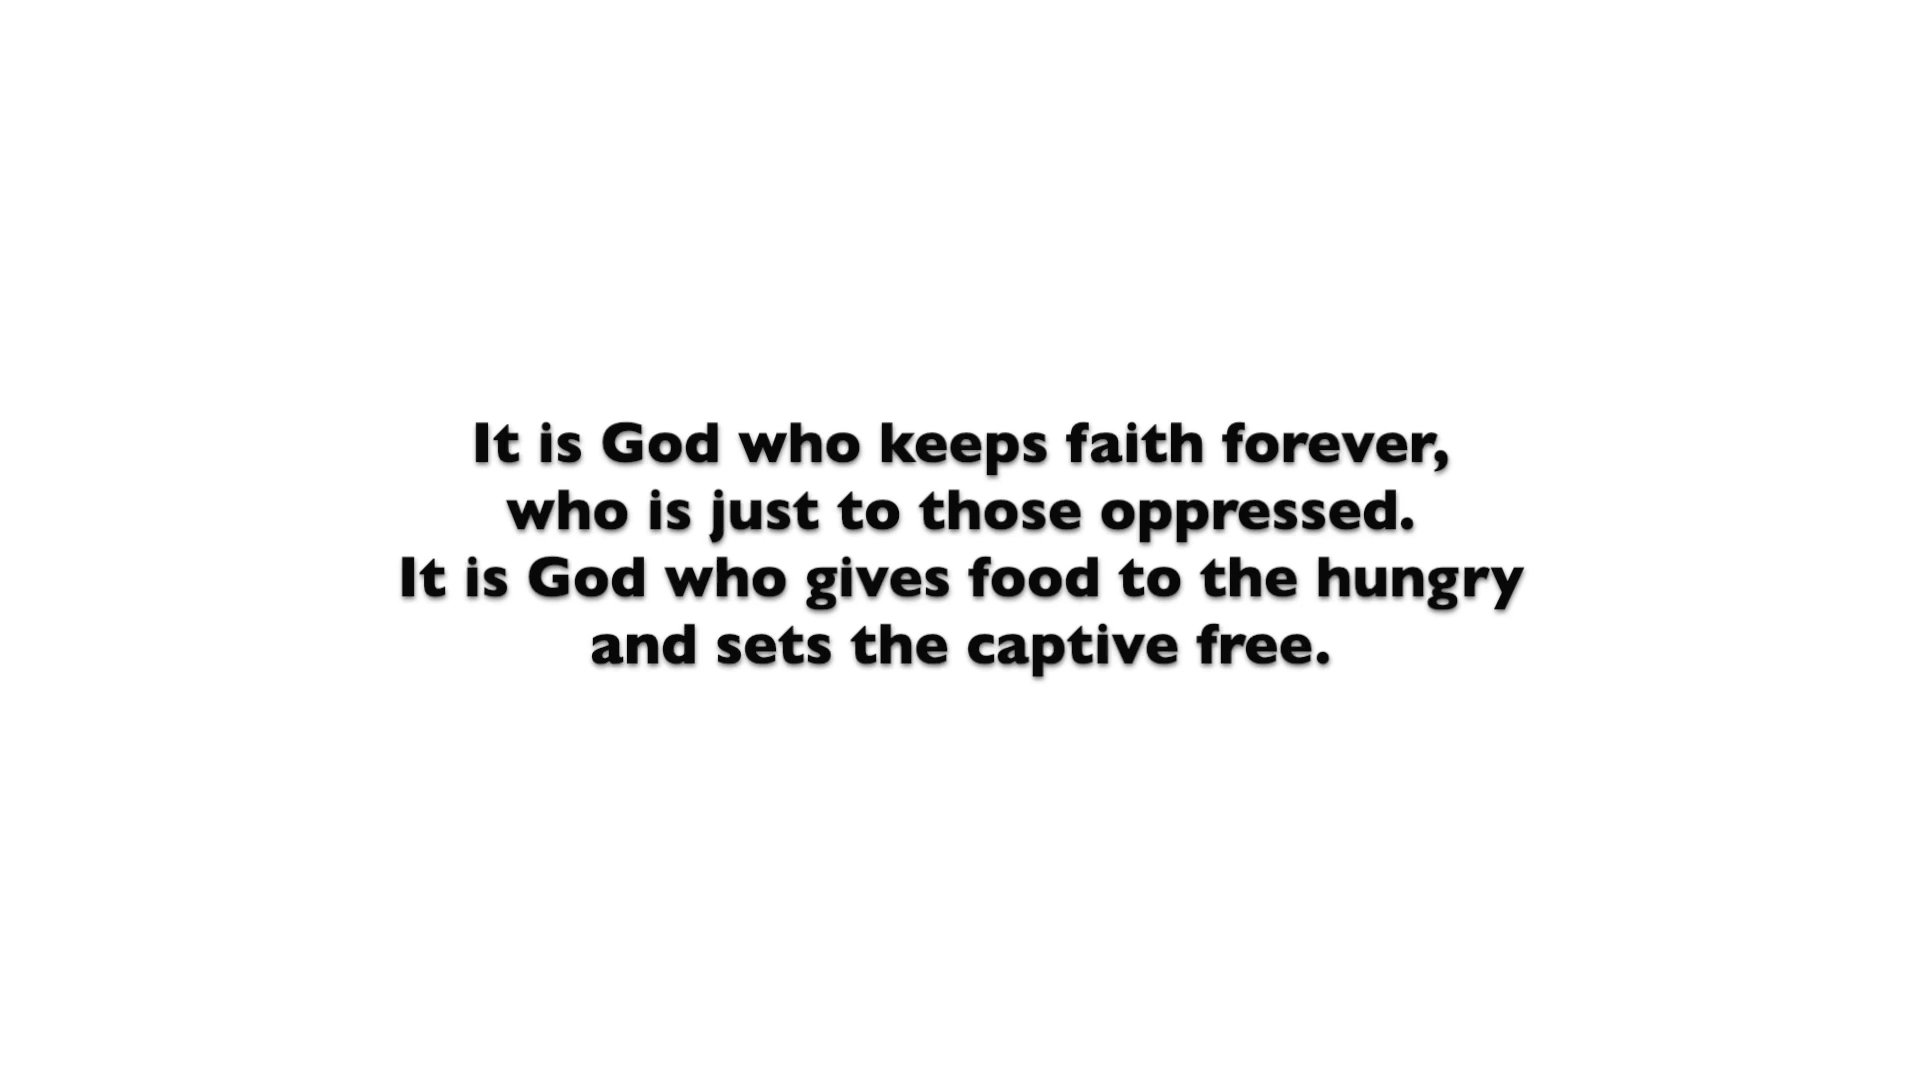 It is God who keeps faith forever,
who is just to those oppressed.
It is God who gives food to the hungry
and sets the captive free.